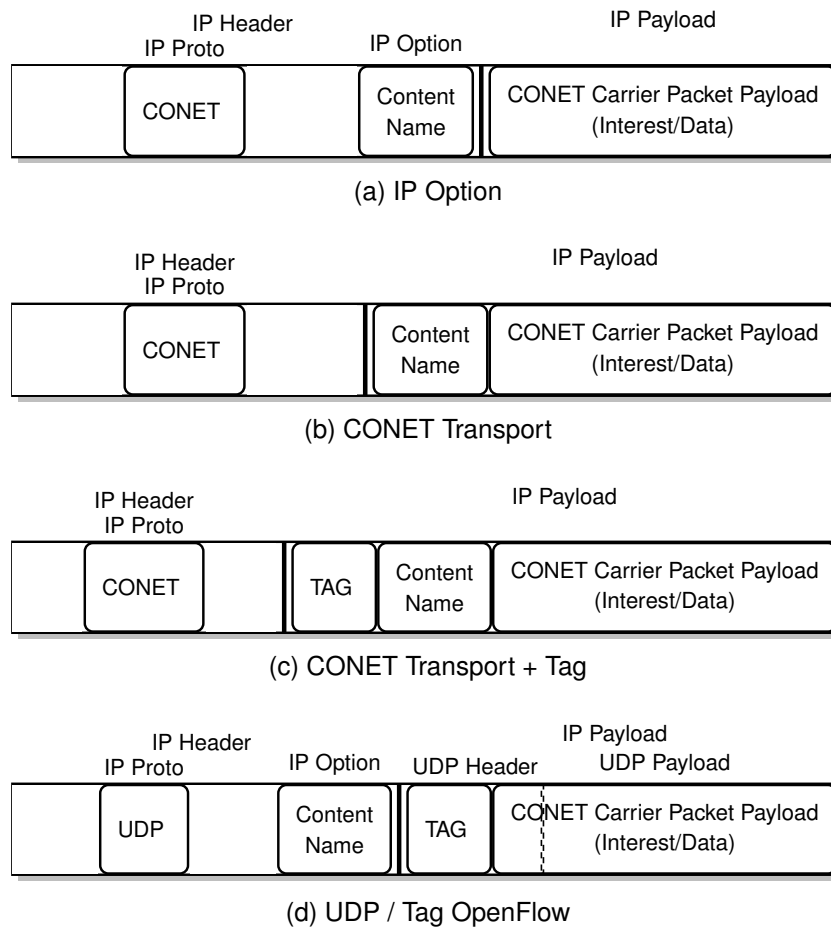 IP Header
IP Payload
IP Proto
IP Option
CONET
Content
Name
CONET Carrier Packet Payload
(Interest/Data)
(a) IP Option
IP Header
IP Payload
IP Proto
CONET
Content
Name
CONET Carrier Packet Payload
(Interest/Data)
(b) CONET Transport
IP Header
IP Payload
IP Proto
CONET
TAG
Content
Name
CONET Carrier Packet Payload
(Interest/Data)
(c) CONET Transport + Tag
IP Header
IP Payload
IP Proto
IP Option
UDP Header
UDP Payload
UDP
Content
Name
TAG
CONET Carrier Packet Payload
(Interest/Data)
(d) UDP / Tag OpenFlow